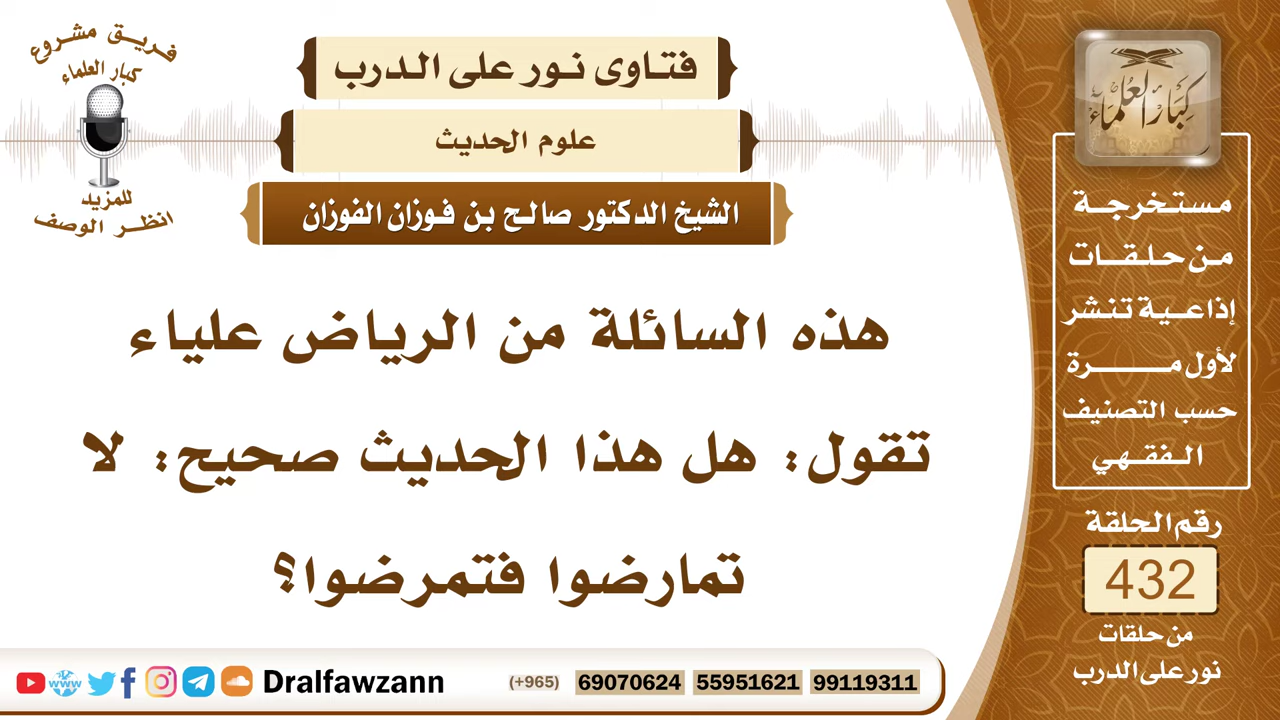 فريق مشروع
كبار العلماء
للمزيد
انظر الوصف
فتاوى نور على الدرب
علوم الحديث
الشيخ الدكتور صالح بن فوزان الفوزان
هذه السائلة من الرياض علياء
تقول: هل هذا الحديث صحيح: لا
تمارضوا فتمرضوا؟
كبار العلماء
مستخرجة
من حلقات
إذاعية تنشر
لأول مرة
حسب التصنيف
الفقهي
رقم الحلقة
432
من حلقات
نور على الدرب
www Dralfawzann (+965) 69070624 55951621 99119311